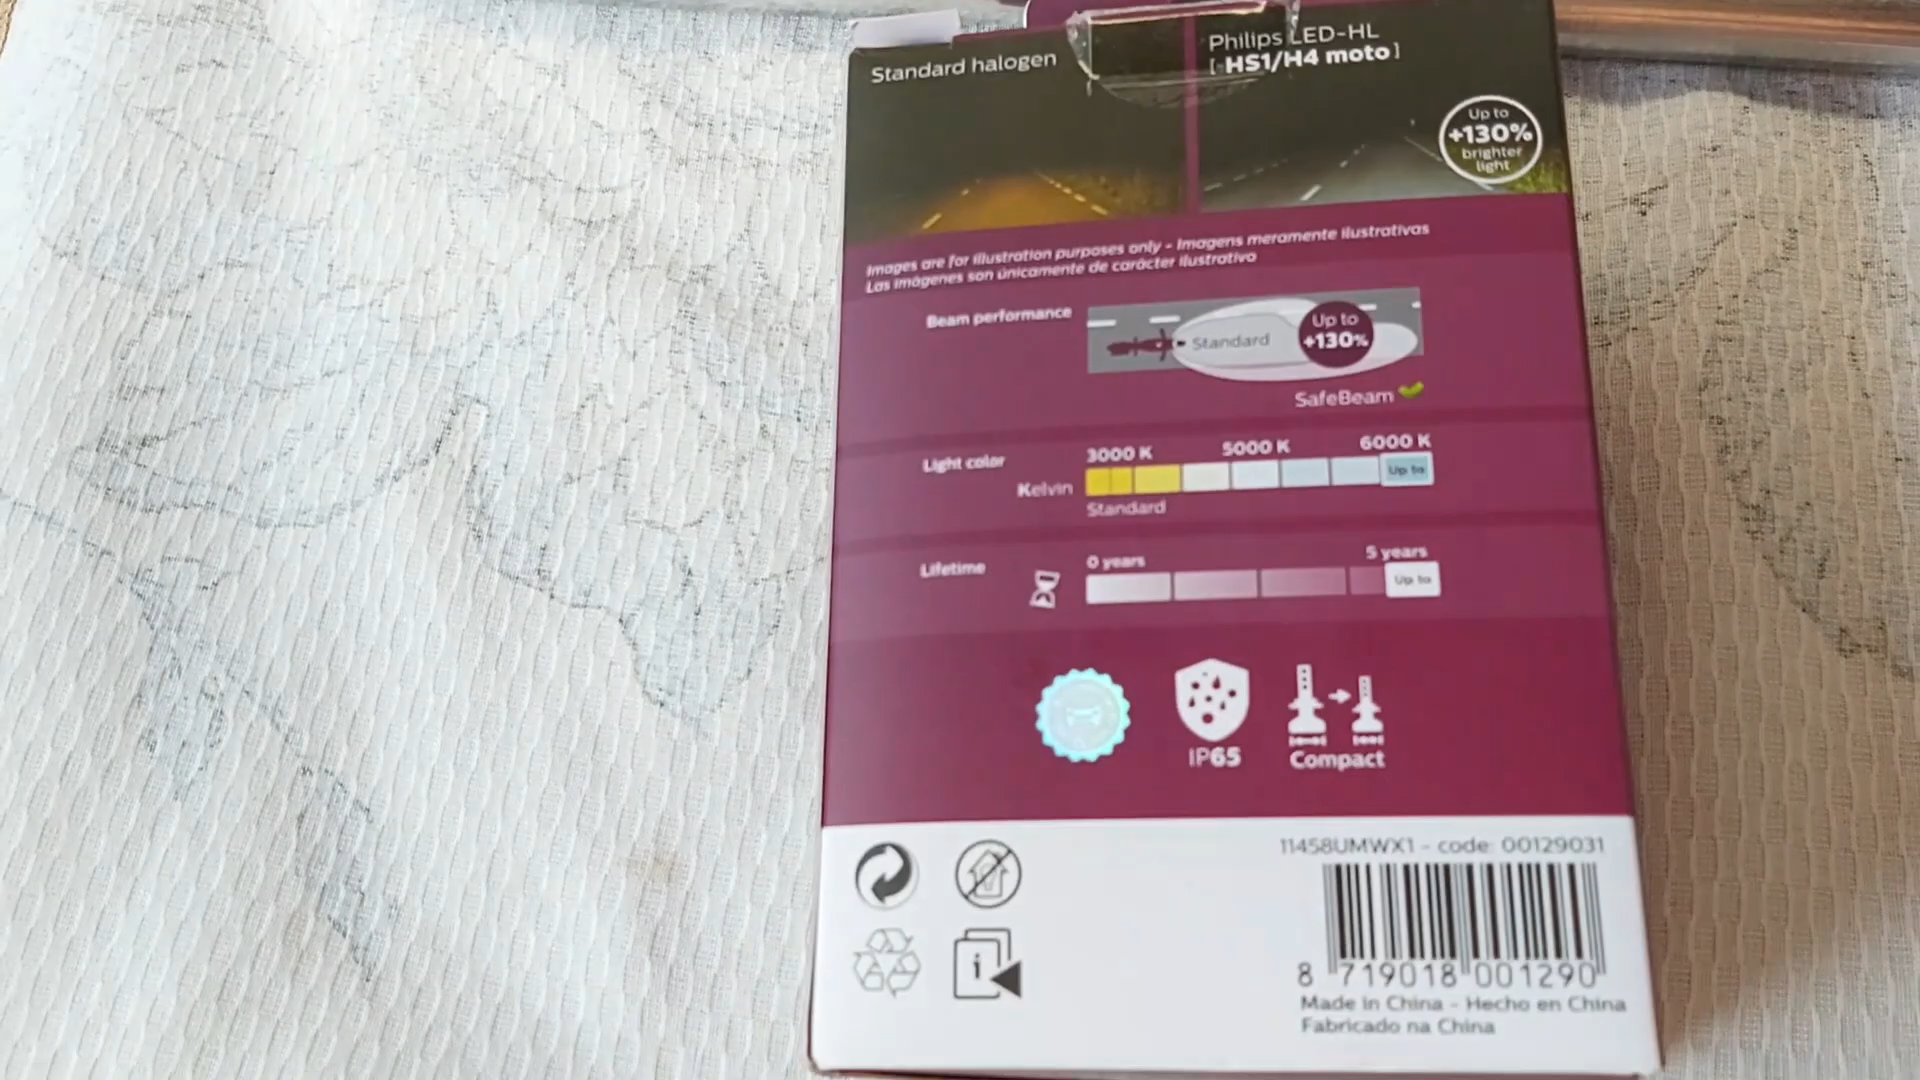 Standard halogen
Philips LED-HL
[ HS1/H4 moto ]
Up to
+130%
brighter
light
Images are for illustration purposes only - Imagens meramente ilustrativas
Las imágenes son únicamente de carácter ilustrativo
Beam performance
Standard
Up to
+130%
SafeBeam
Light color
3000 K 5000 K 6000 K
Kelvin
Up to
Standard
Lifetime
0 years 5 years
Up to
IP65
Compact
11458UMWX1 - code: 00129031
8 719018 001290
Made in China - Hecho en China
Fabricado na China